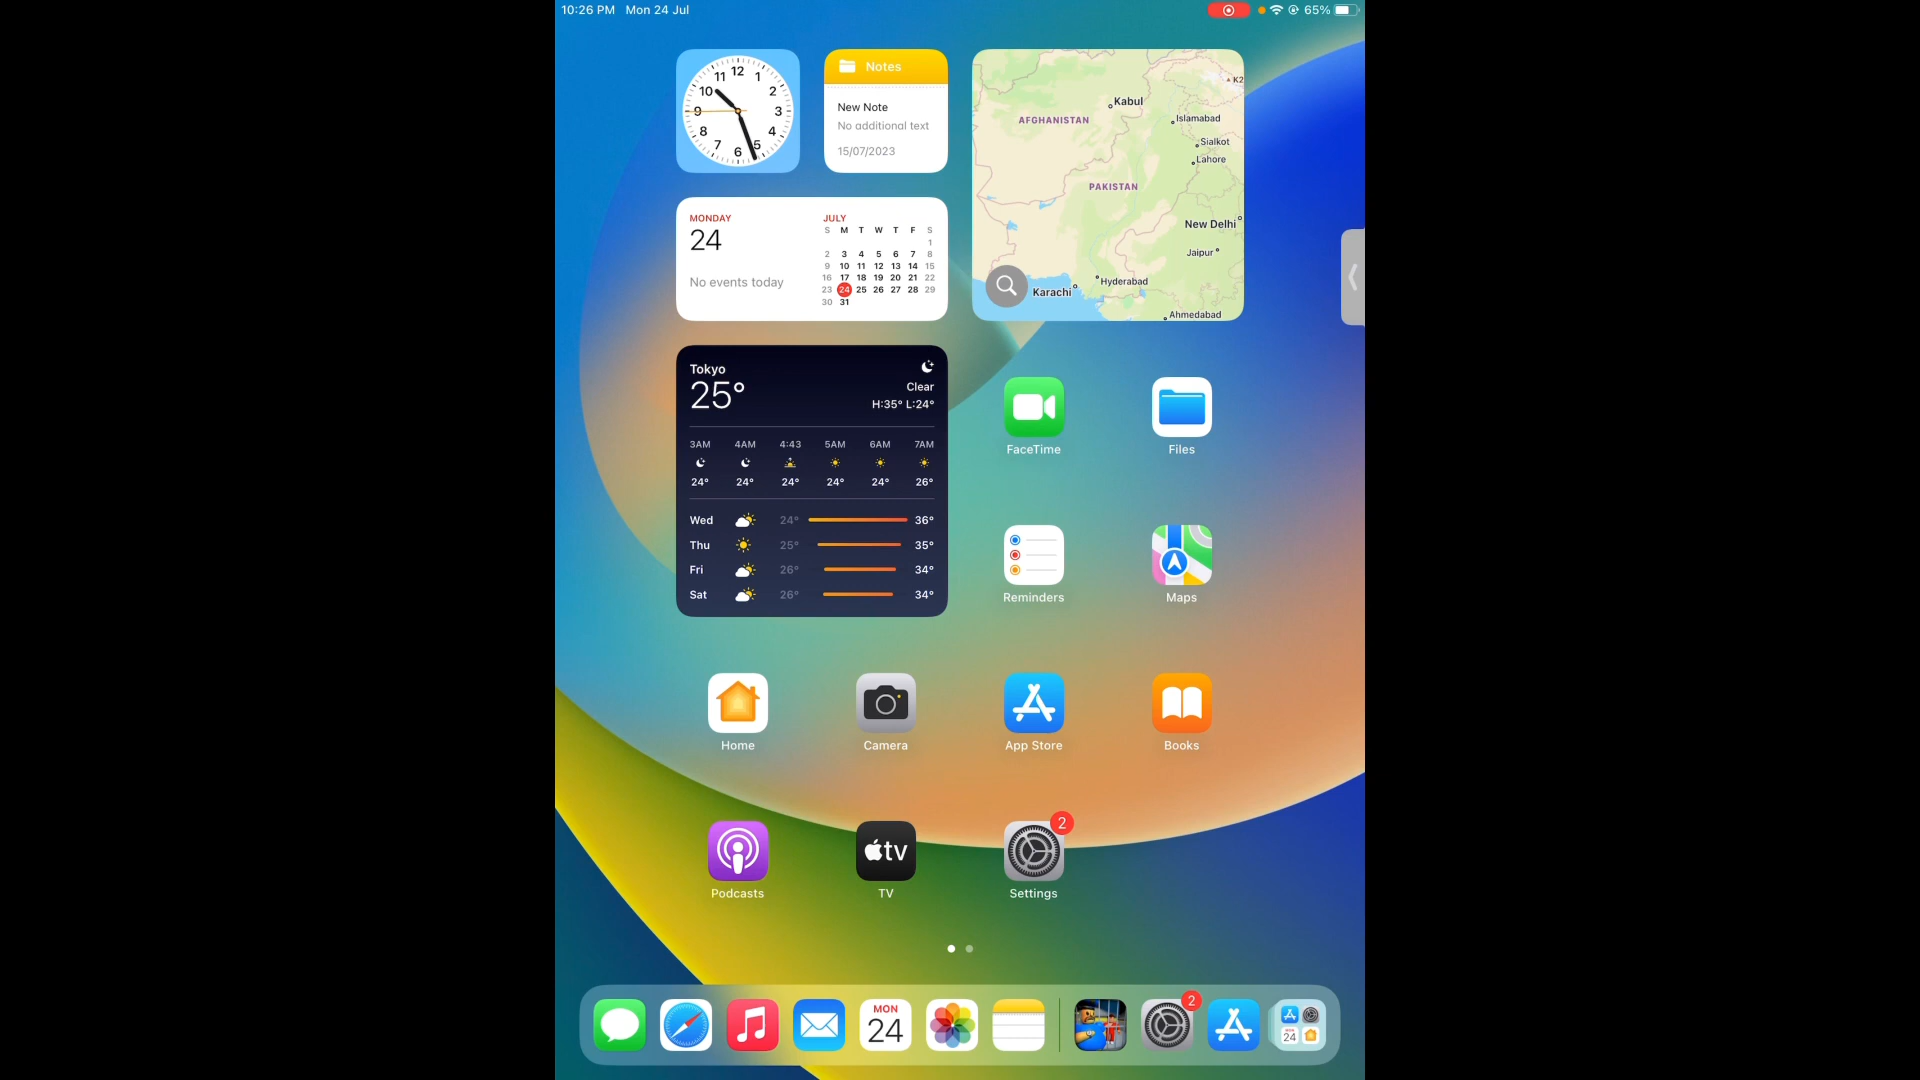 10:26 PM Mon 24 Jul
65%
12
11 1
10 2
9 3
8 4
7 5
6
Notes
New Note
No additional text
15/07/2023
K2
Kabul
AFGHANISTAN
Islamabad
Sialkot
Lahore
PAKISTAN
New Delhi
Jaipur
Hyderabad
Karachi
Ahmedabad
MONDAY
24
No events today
JULY
S M T W T F S
1
2 3 4 5 6 7 8
9 10 11 12 13 14 15
16 17 18 19 20 21 22
23 24 25 26 27 28 29
30 31
Tokyo
25°
Clear
H:35° L:24°
3AM 4AM 4:43 5AM 6AM 7AM
24° 24° 24° 24° 24° 26°
Wed 24° 36°
Thu 25° 35°
Fri 26° 34°
Sat 26° 34°
FaceTime
Files
Reminders
Maps
Home
Camera
App Store
Books
tv
2
Podcasts
TV
Settings
MON
24
2
24